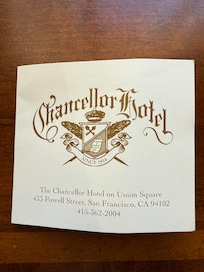 Chancellor Hotel
SINCE 1914
The Chancellor Hotel on Union Square
433 Powell Street, San Francisco, CA 94102
415-362-2004